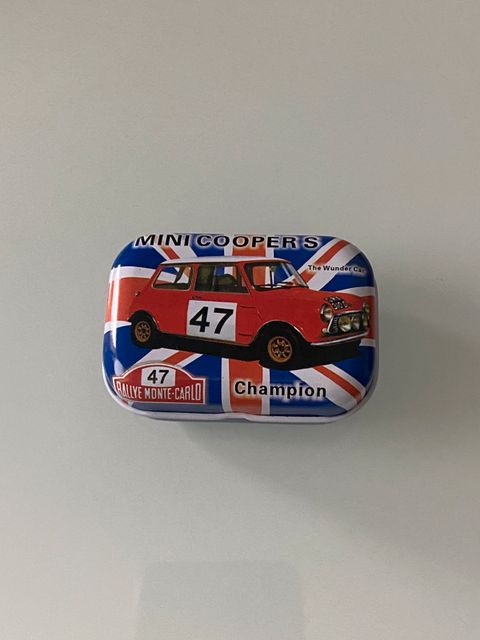 MINI COOPER S
The Wunder Car
47
47
RALLYE MONTE-CARLO
Champion